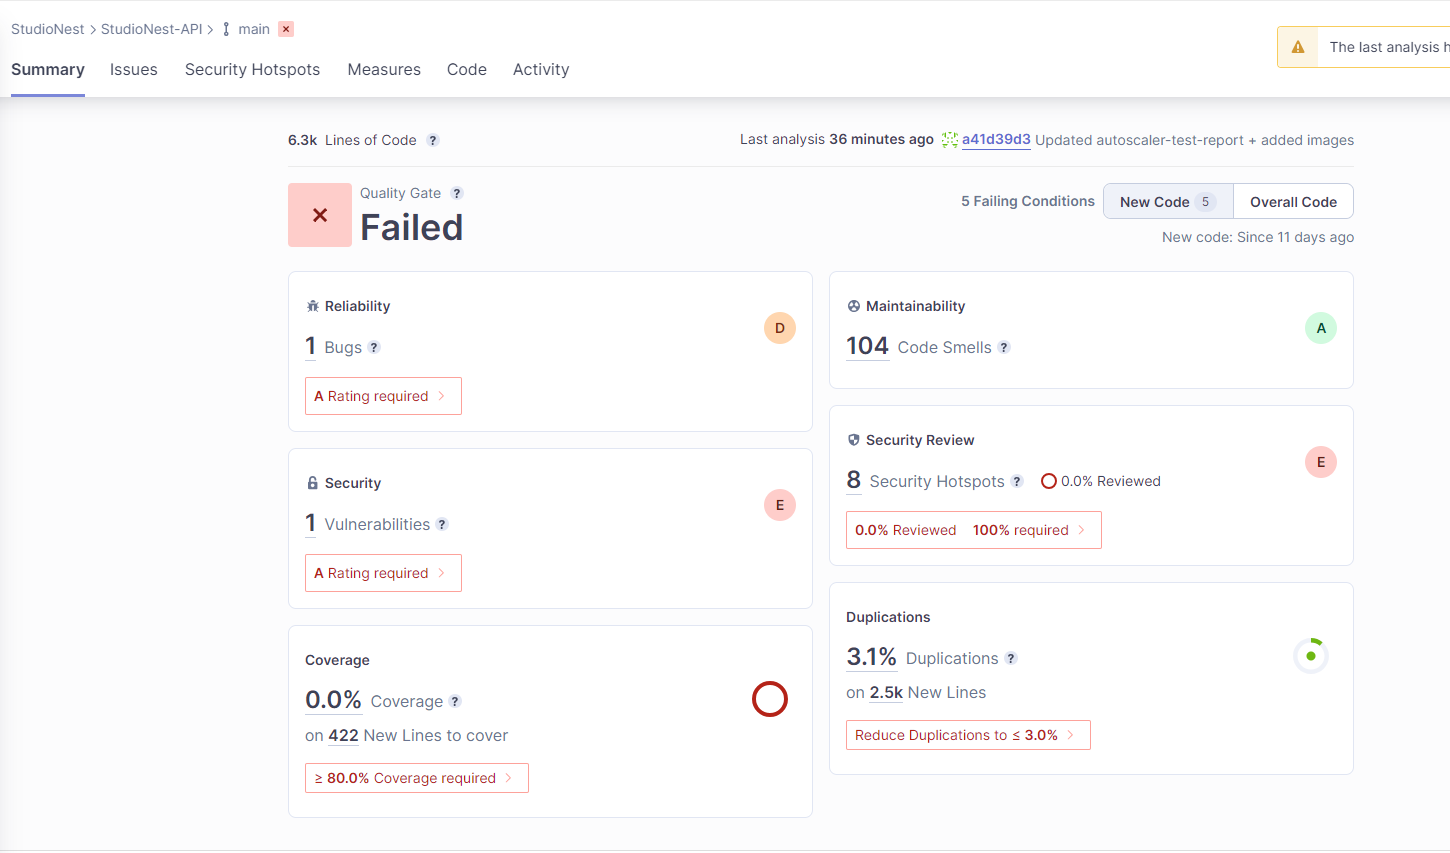 StudioNest > StudioNest-API > main
The last analysis h
Summary Issues Security Hotspots Measures Code Activity
6.3k Lines of Code ?
Last analysis 36 minutes ago a41d39d3 Updated autoscaler-test-report + added images
Quality Gate ?
Failed
5 Failing Conditions New Code 5 Overall Code
New code: Since 11 days ago
Reliability
1 Bugs ?
D
A Rating required >
Maintainability
104 Code Smells ?
A
Security
1 Vulnerabilities ?
E
A Rating required >
Security Review
8 Security Hotspots ? 0.0% Reviewed
E
0.0% Reviewed 100% required >
Coverage
0.0% Coverage ?
on 422 New Lines to cover
≥ 80.0% Coverage required >
Duplications
3.1% Duplications ?
on 2.5k New Lines
Reduce Duplications to ≤ 3.0% >